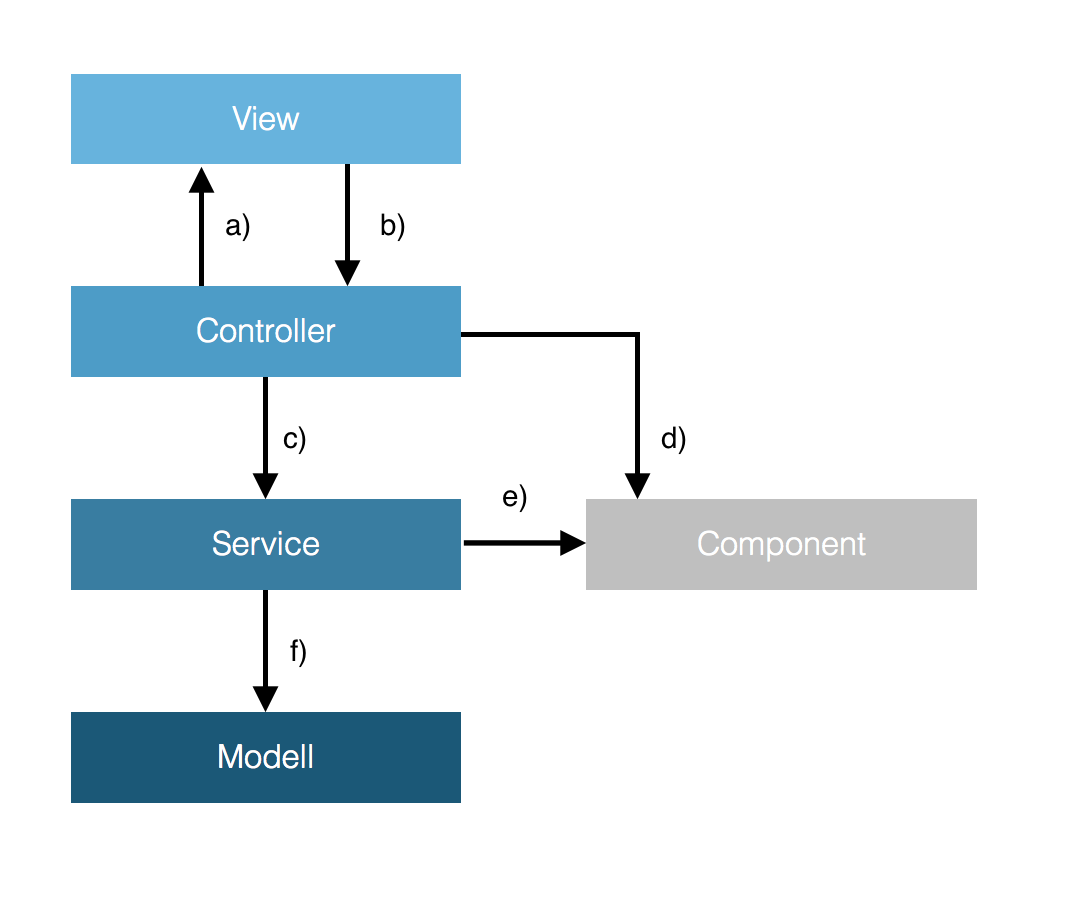 View
a)
b)
Controller
c)
d)
e)
Service
Component
f)
Modell